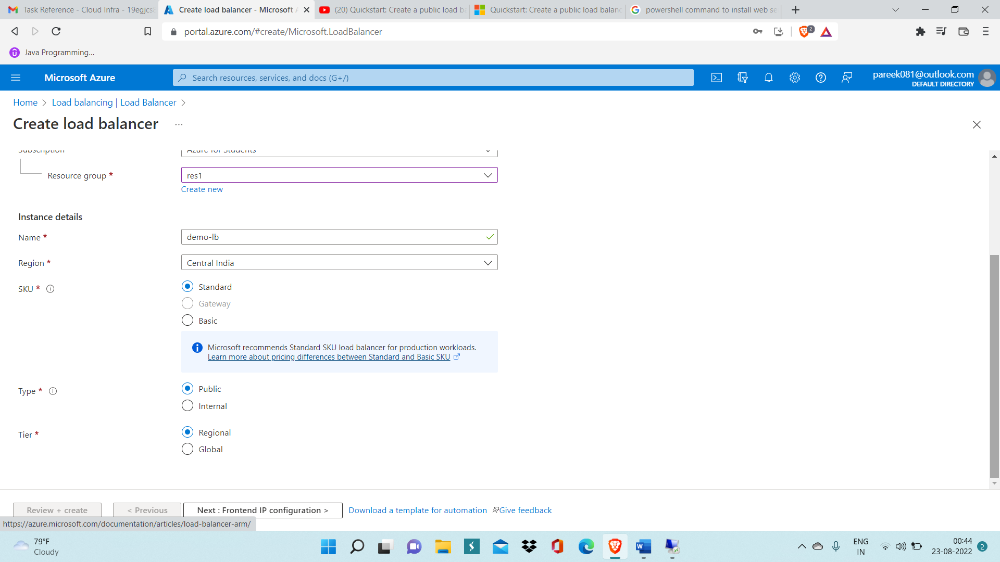 Task Reference - Cloud Infra - 19egjcs
Create load balancer - Microsoft A
(20) Quickstart: Create a public load ba
Quickstart: Create a public load balanc
powershell command to install web se
portal.azure.com/#create/Microsoft.LoadBalancer
2
Java Programming...
Microsoft Azure
Search resources, services, and docs (G+/)
pareek081@outlook.com
DEFAULT DIRECTORY
Home > Load balancing | Load Balancer >
Create load balancer ...
Subscription
Azure for Students
Resource group *
res1
Create new
Instance details
Name *
demo-lb
Region *
Central India
SKU *
Standard
Gateway
Basic
Microsoft recommends Standard SKU load balancer for production workloads.
Learn more about pricing differences between Standard and Basic SKU
Type *
Public
Internal
Tier *
Regional
Global
Review + create
< Previous
Next : Frontend IP configuration >
Download a template for automation
Give feedback
https://azure.microsoft.com/documentation/articles/load-balancer-arm/
79°F
Cloudy
ENG
IN
00:44
23-08-2022
2